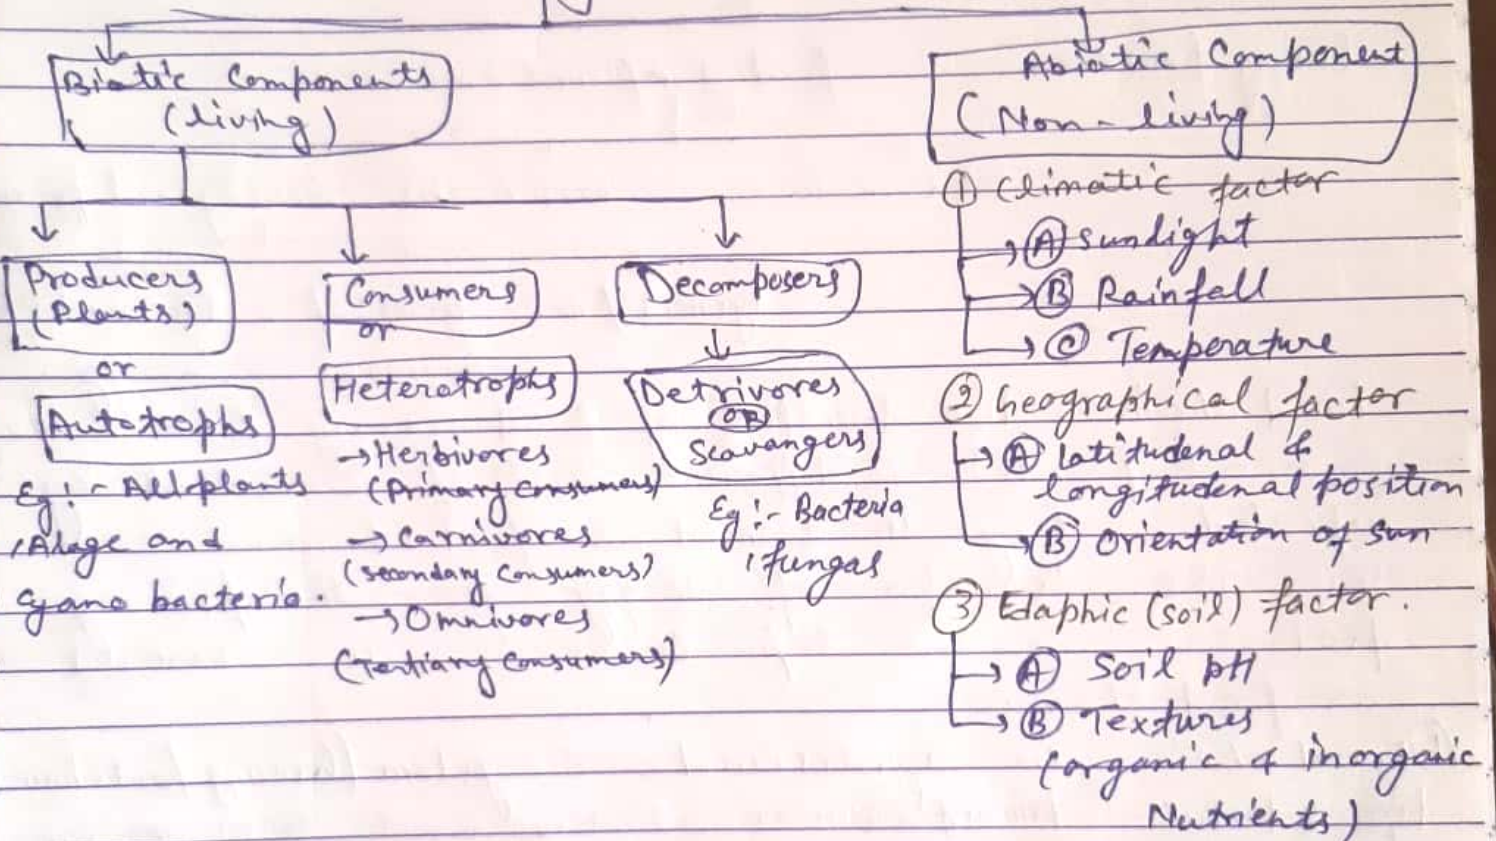 Biotic Components
(living)
Producers
(Plants)
or
Autotrophs
Eg:- All plants
, Alage and
Cyano bacteria.
Consumers
or
Heterotrophs
→ Herbivores
(Primary Consumers)
→ Carnivores
(Secondary Consumers)
→ Omnivores
(Tertiary Consumers)
Decomposers
Detrivores
OR
Scavangers
Eg:- Bacteria
, fungas
Abiotic Component
(Non-living)
① Climatic factor
→ Ⓐ Sundight
→ Ⓑ Rainfall
→ Ⓒ Temperature
② Geographical factor
→ Ⓐ Latitudenal &
longitudenal position
→ Ⓑ Orientation of Sun
③ Edaphic (soil) factor.
→ Ⓐ Soil pH
→ Ⓑ Textures
(organic & inorganic
Nutrients)